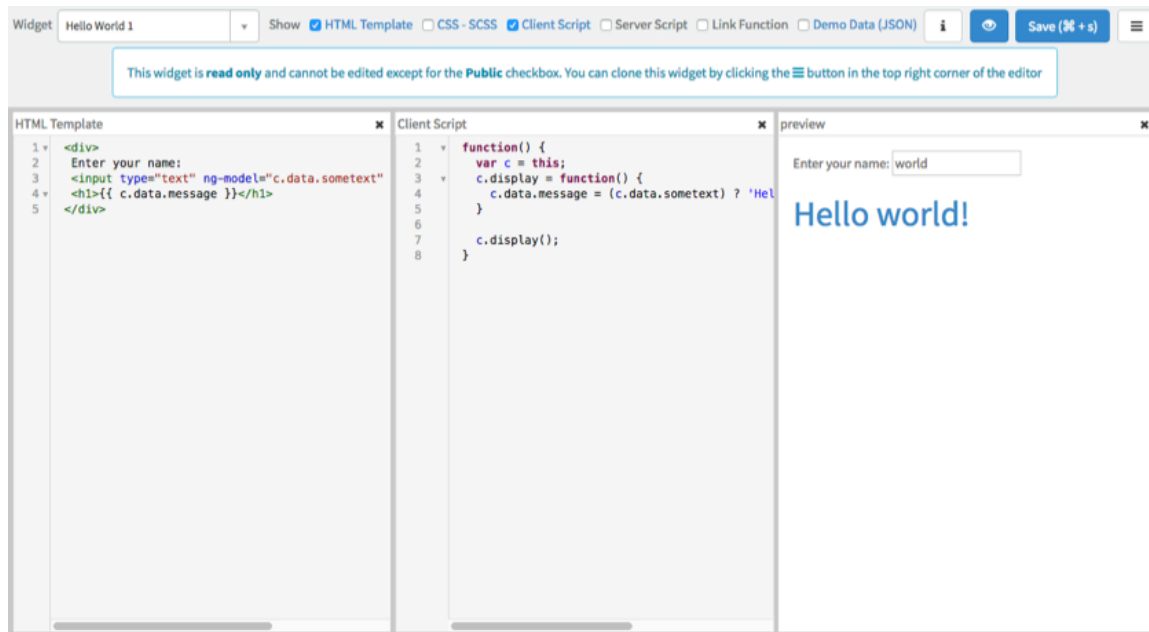 Widget Hello World 1 Show HTML Template CSS - SCSS Client Script Server Script Link Function Demo Data (JSON) i Save (⌘ + s)
This widget is read only and cannot be edited except for the Public checkbox. You can clone this widget by clicking the ☰ button in the top right corner of the editor
HTML Template
1 <div>
2 Enter your name:
3 <input type="text" ng-model="c.data.sometext"
4 <h1>{{ c.data.message }}</h1>
5 </div>
Client Script
1 function() {
2 var c = this;
3 c.display = function() {
4 c.data.message = (c.data.sometext) ? 'Hel
5 }
6
7 c.display();
8 }
preview
Enter your name: world
Hello world!